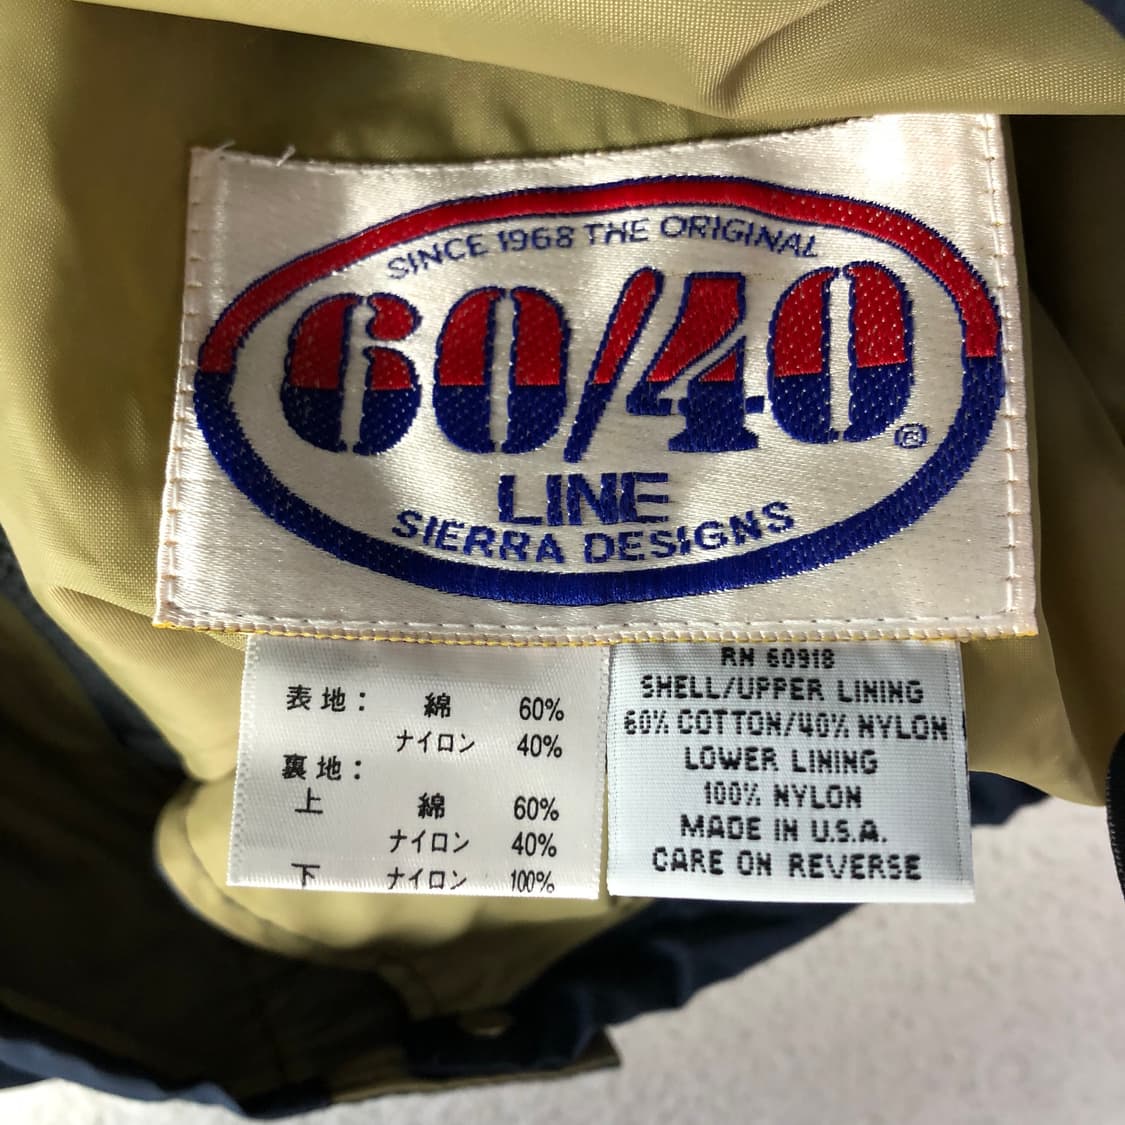 SINCE 1968 THE ORIGINAL
60/40®
LINE
SIERRA DESIGNS
表地： 綿 60%
ナイロン 40%
裏地：
上 綿 60%
ナイロン 40%
下 ナイロン 100%
RN 60918
SHELL/UPPER LINING
60% COTTON/40% NYLON
LOWER LINING
100% NYLON
MADE IN U.S.A.
CARE ON REVERSE